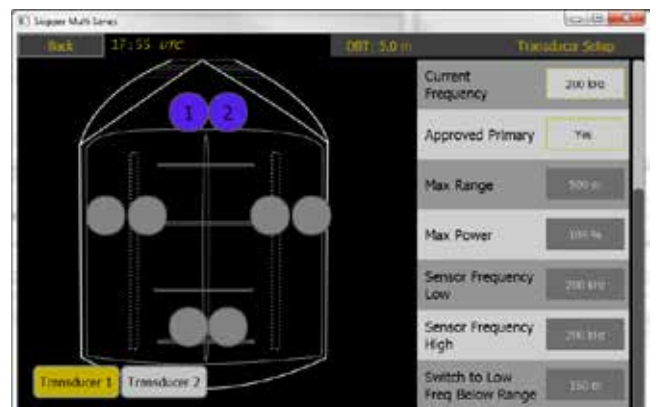 Skipper Multi Series
Back
17:55 UTC
DBT: 5.0 m
Transducer Setup
1 2
Current
Frequency
200 kHz
Approved Primary
Yes
Max Range
500 m
Max Power
100 %
Sensor Frequency
Low
200 kHz
Sensor Frequency
High
200 kHz
Switch to Low
Freq Below Range
150 m
Transducer 1
Transducer 2